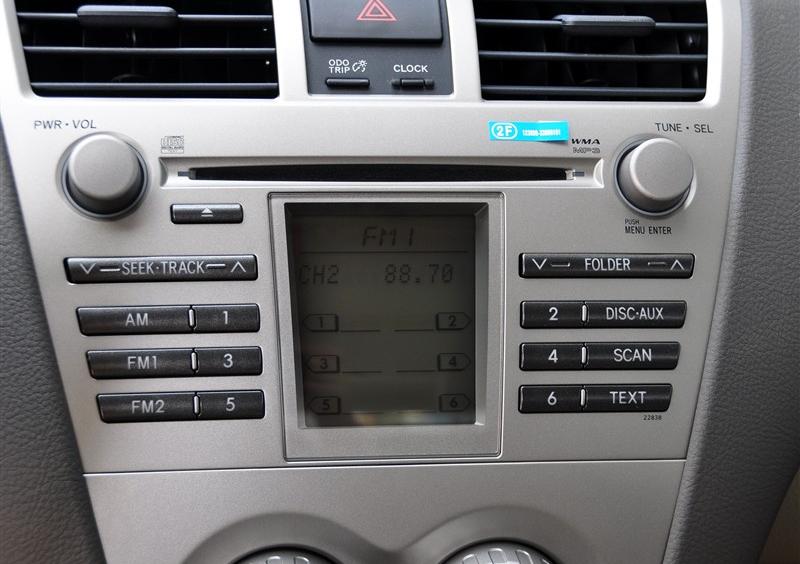 ODO
TRIP
CLOCK
PWR · VOL
2F
WMA
MP3
TUNE · SEL
PUSH
MENU ENTER
FM1
CH2 88.70
SEEK·TRACK
FOLDER
AM 1
1 2
2 DISC·AUX
FM1 3
3 4
4 SCAN
FM2 5
5 6
6 TEXT
22838